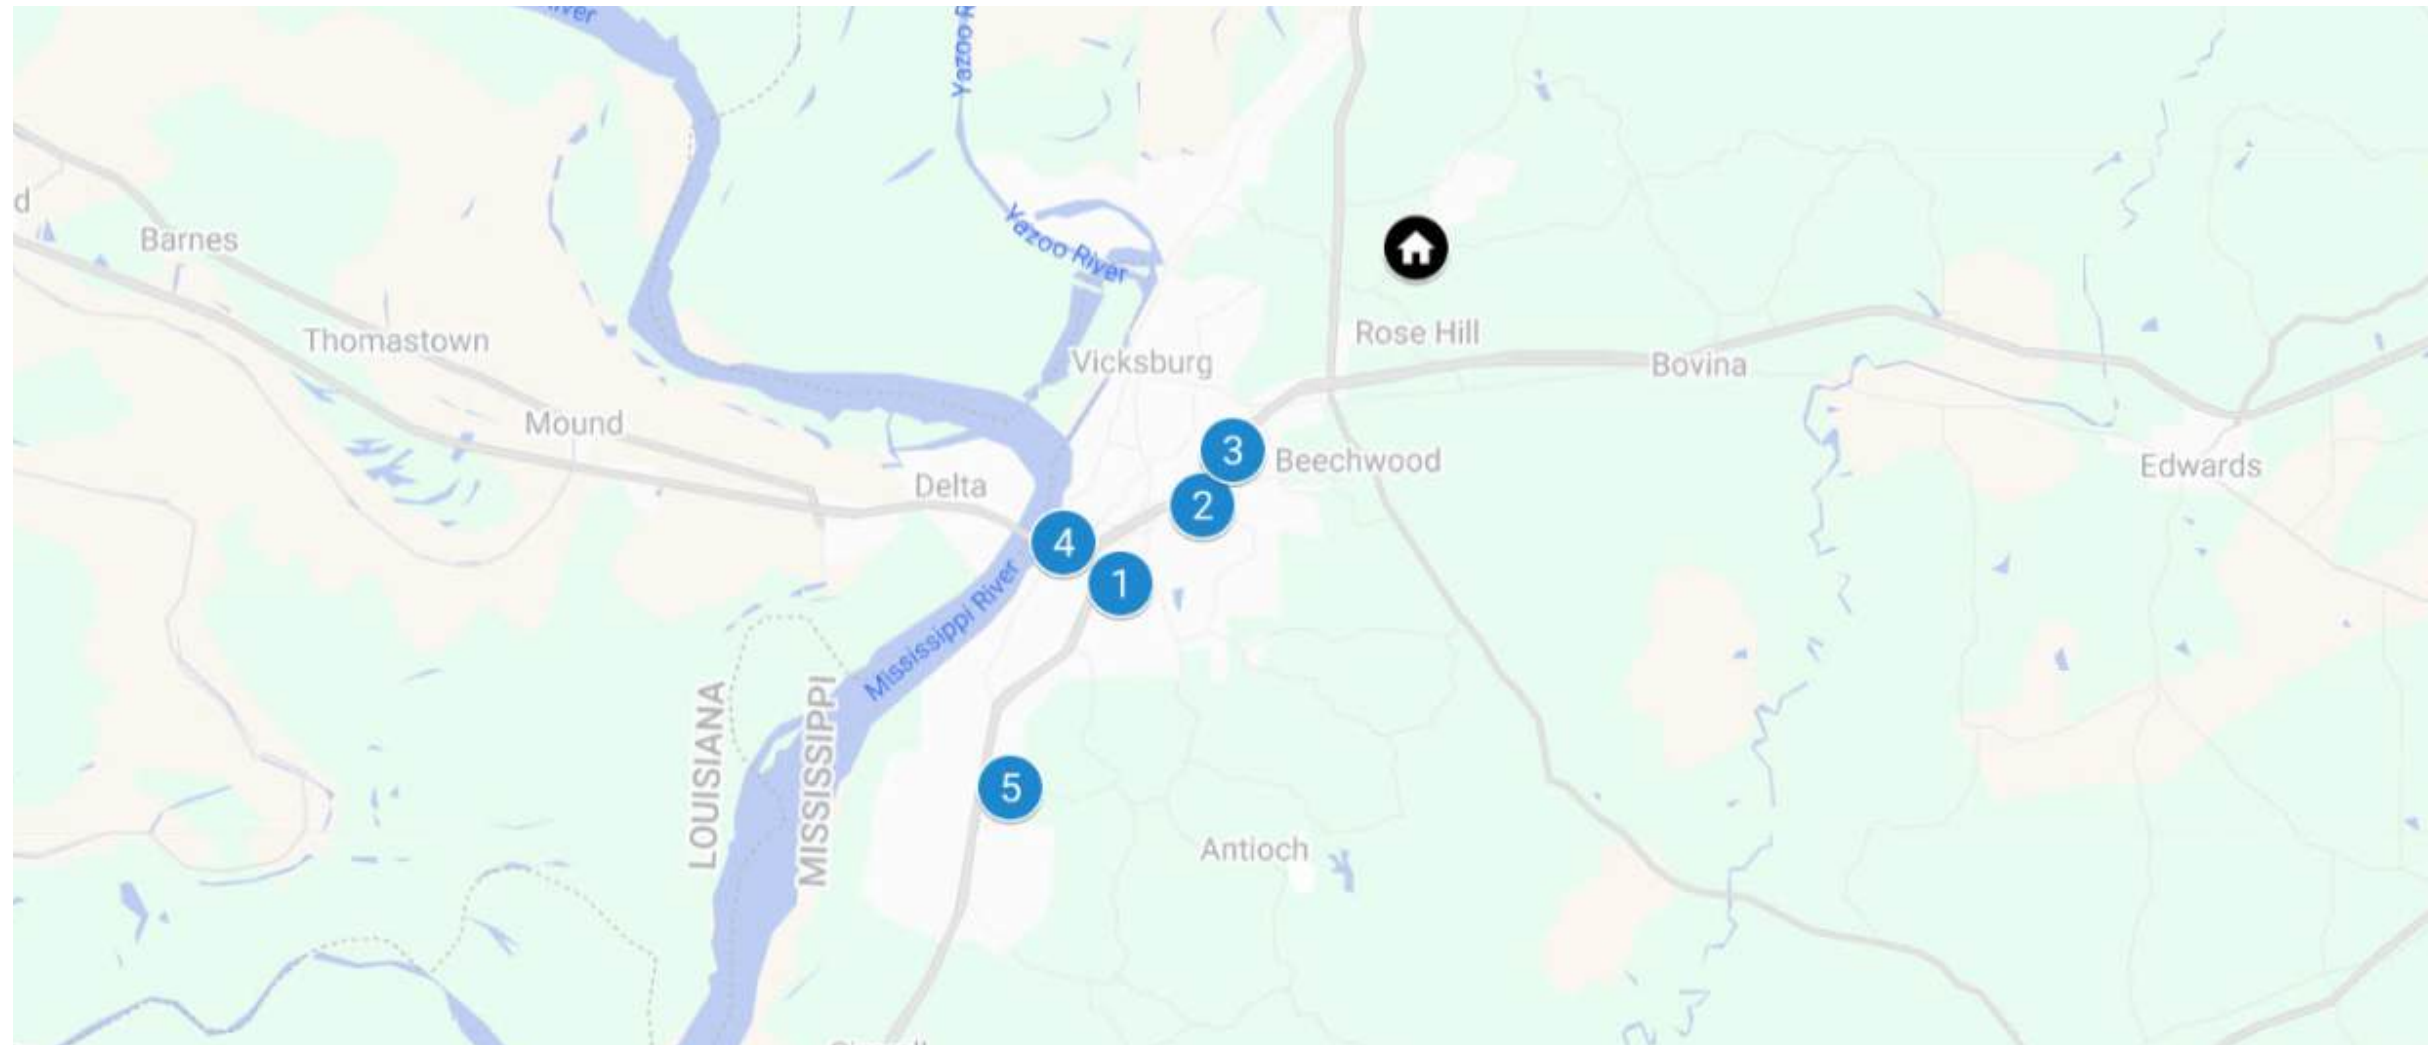 Yazoo R
d
Barnes
Yazoo River
Thomastown
Rose Hill
Vicksburg
Bovina
Mound
3
Beechwood
Edwards
Delta
2
4
1
Mississippi River
LOUISIANA
MISSISSIPPI
5
Antioch